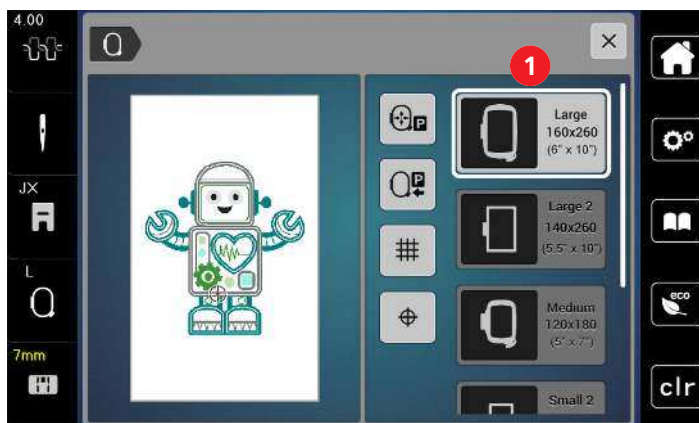 4.00
JX
L
7mm
P
P
1
Large
160x260
(6" x 10")
Large 2
140x260
(5.5" x 10")
Medium
120x180
(5" x 7")
Small 2
eco
clr